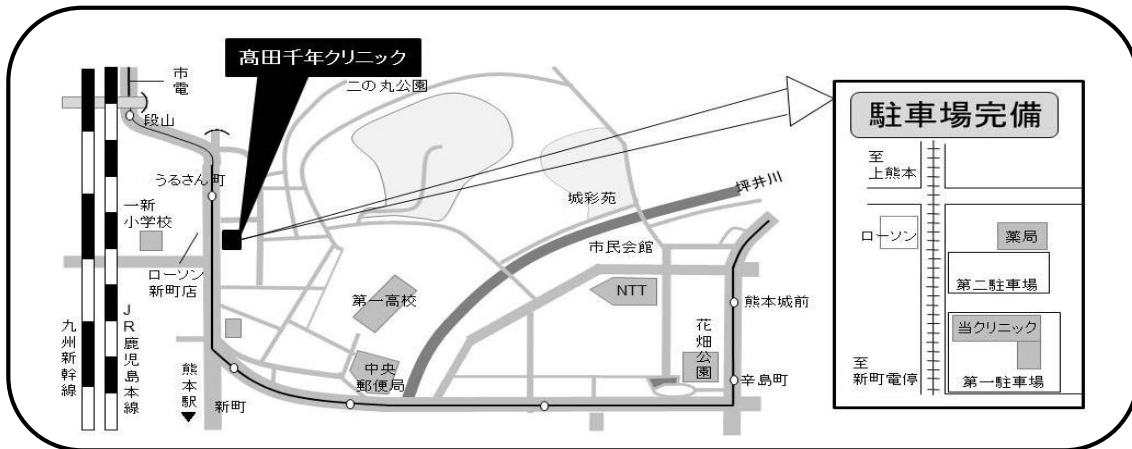 髙田千年クリニック
市電
二の丸公園
段山
うるさん町
一新
小学校
ローソン
新町店
九州新幹線
JR鹿児島本線
熊本駅
新町
第一高校
中央
郵便局
城彩苑
坪井川
市民会館
NTT
花畑公園
熊本城前
辛島町
駐車場完備
至
上熊本
ローソン
薬局
第二駐車場
当クリニック
至
新町電停
第一駐車場